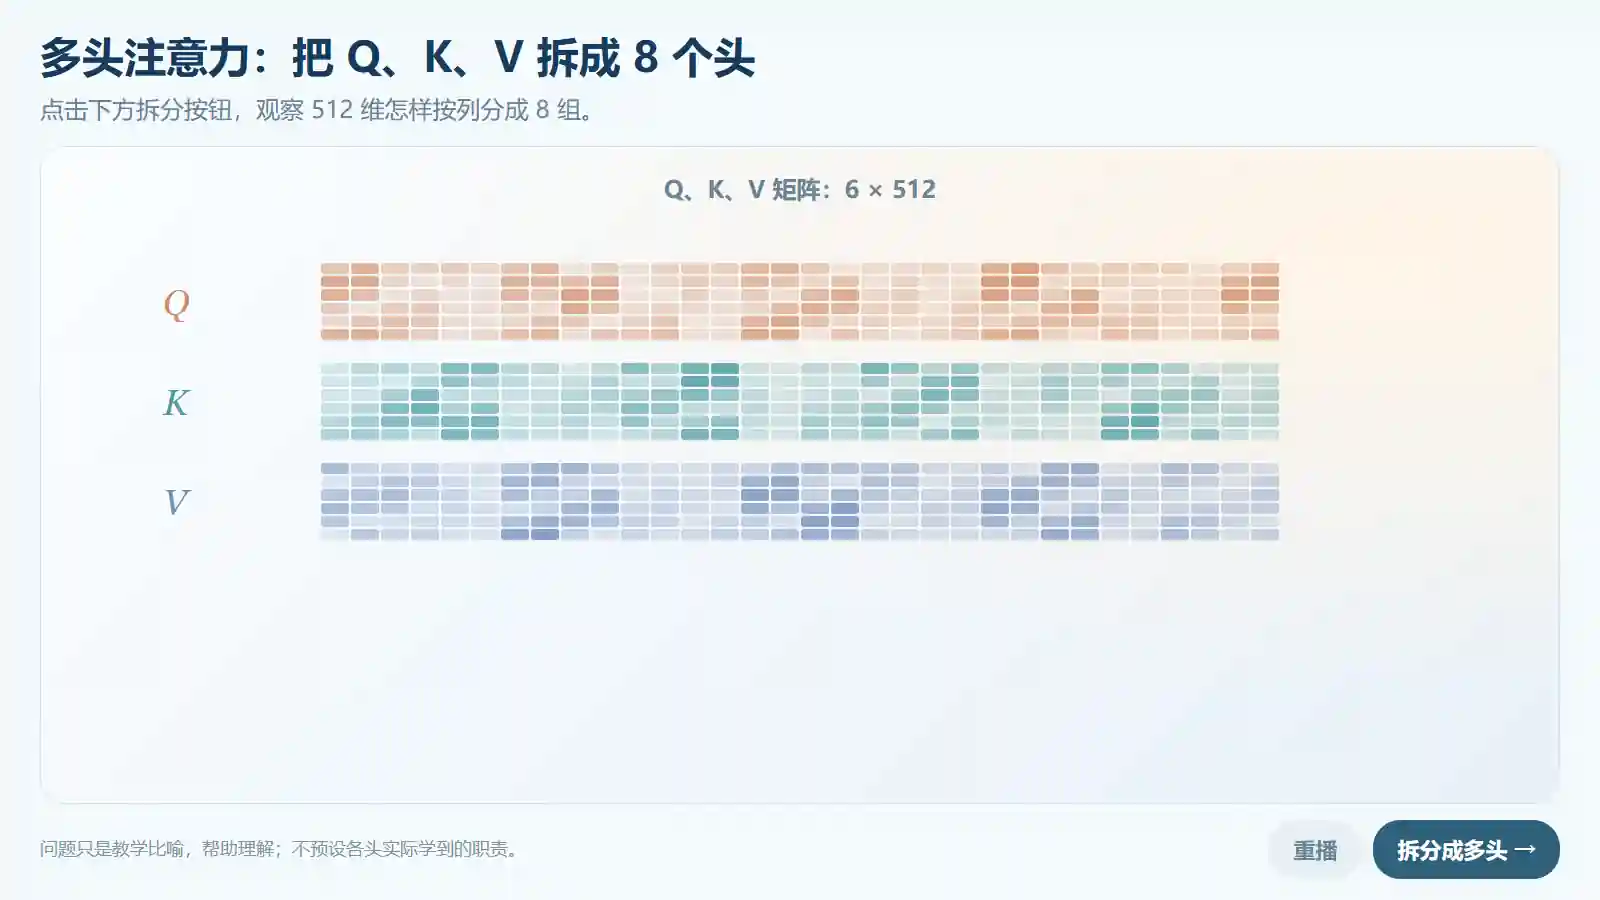 多头注意力：把 Q、K、V 拆成 8 个头
点击下方拆分按钮，观察 512 维怎样按列分成 8 组。
Q、K、V 矩阵：6 × 512
Q
K
V
问题只是教学比喻，帮助理解；不预设各头实际学到的职责。
重播
拆分成多头 →